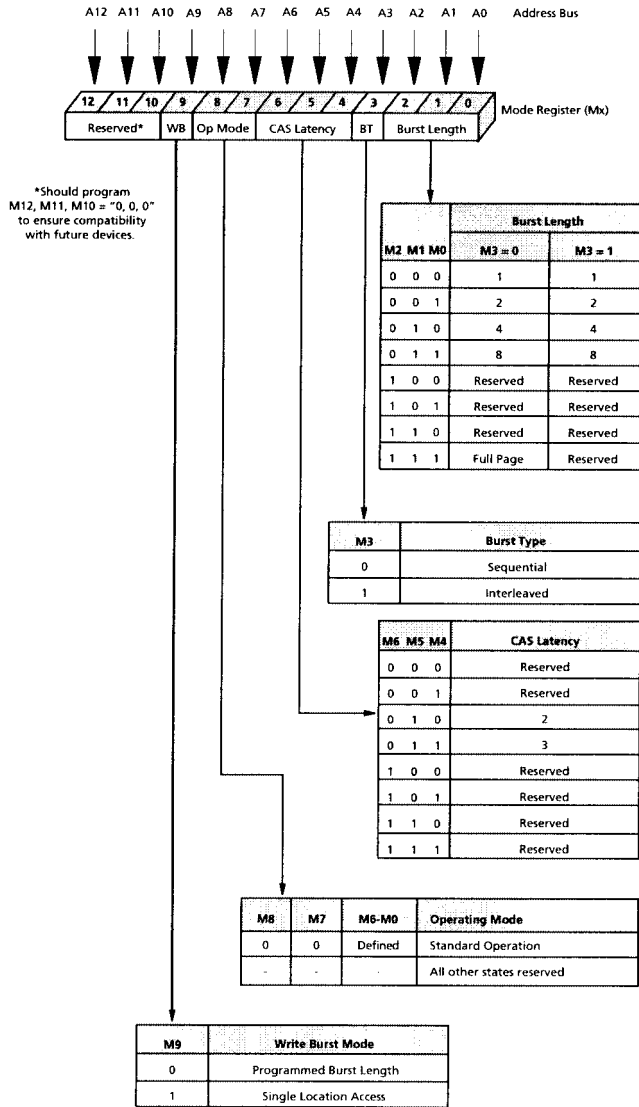 A12 A11 A10 A9 A8 A7 A6 A5 A4 A3 A2 A1 A0 Address Bus
12 11 10 9 8 7 6 5 4 3 2 1 0
Mode Register (Mx)
Reserved* WB Op Mode CAS Latency BT Burst Length
*Should program
M12, M11, M10 = "0, 0, 0"
to ensure compatibility
with future devices.
Burst Length
M2 M1 M0 M3 = 0 M3 = 1
0 0 0 1 1
0 0 1 2 2
0 1 0 4 4
0 1 1 8 8
1 0 0 Reserved Reserved
1 0 1 Reserved Reserved
1 1 0 Reserved Reserved
1 1 1 Full Page Reserved
M3 Burst Type
0 Sequential
1 Interleaved
M6 M5 M4 CAS Latency
0 0 0 Reserved
0 0 1 Reserved
0 1 0 2
0 1 1 3
1 0 0 Reserved
1 0 1 Reserved
1 1 0 Reserved
1 1 1 Reserved
M8 M7 M6-M0 Operating Mode
0 0 Defined Standard Operation
- - - All other states reserved
M9 Write Burst Mode
0 Programmed Burst Length
1 Single Location Access